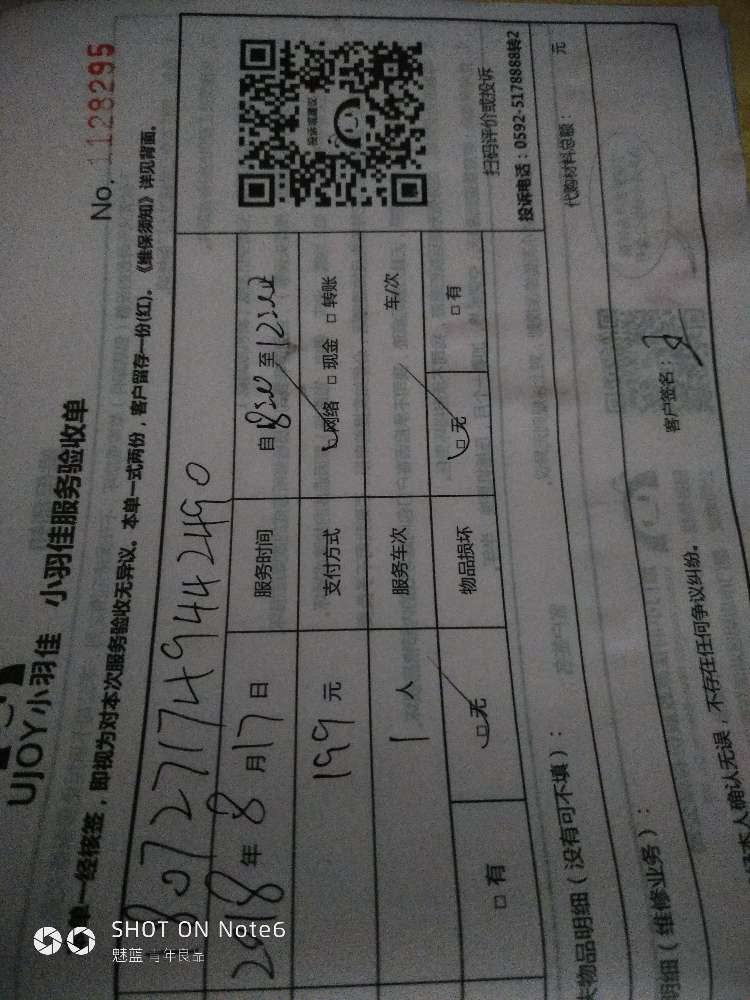 UJOY小羽佳 小羽佳服务验收单
No. 1128295
单一经核签，即视为对本次服务验收无异议。本单一式两份，客户留存一份(红)。《维保须知》详见背面。
807271749442490
2018年8月17日 服务时间 自8:00至12:00
199元 支付方式 □网络 □现金 □转账
1人 服务车次 车/次
□有 □无 物品损坏 □无 □有
投诉或建议
扫码评价或投诉
投诉电话：0592-5178888转2
物品明细（没有可不填）： 代购材料总额： 元
明细（维修业务）：
本人确认无误，不存在任何争议纠纷。 客户签名：
SHOT ON Note6
魅蓝 青年良品